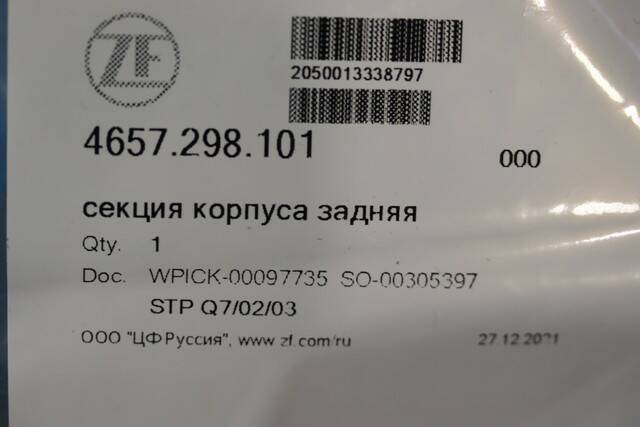 ZF
2050013338797
4657.298.101
000
секция корпуса задняя
Qty. 1
Doc. WPICK-00097735 SO-00305397
STP Q7/02/03
ООО "ЦФ Руссия", www zf.com/ru
27.12.2021